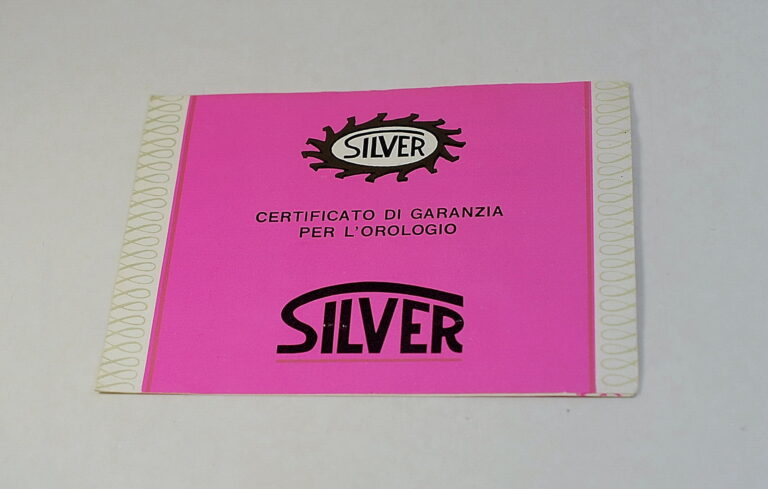 SILVER
CERTIFICATO DI GARANZIA
PER L'OROLOGIO
SILVER